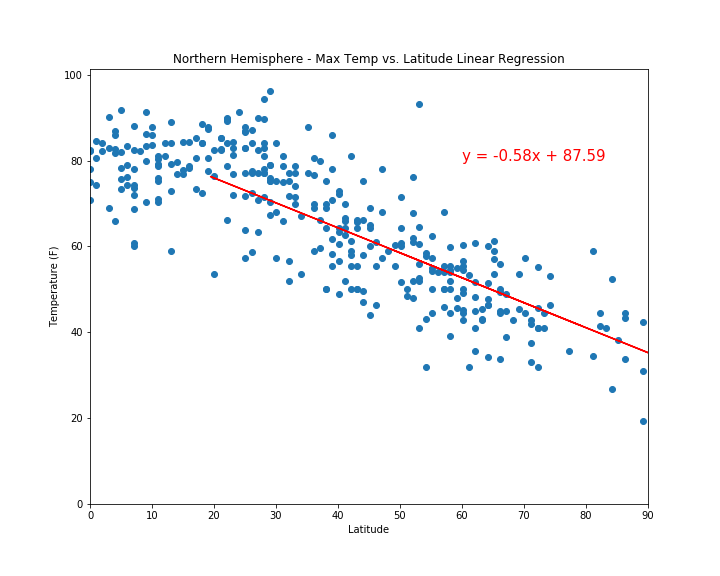 Northern Hemisphere - Max Temp vs. Latitude Linear Regression
100
80
60
40
20
0
Temperature (F)
y = -0.58x + 87.59
0 10 20 30 40 50 60 70 80 90
Latitude